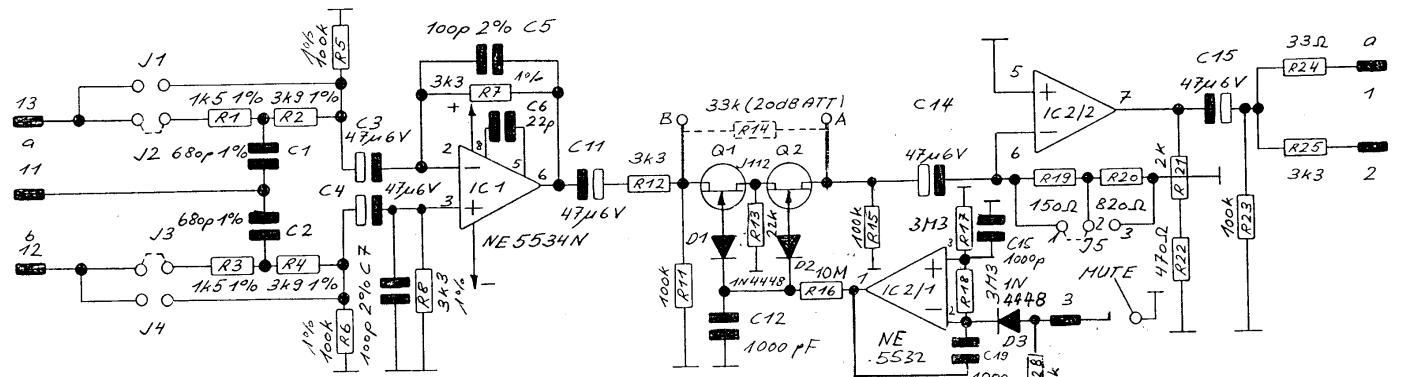 13
a
11
b
12
J1
J2
1k5 1%
R1
3k9 1%
R2
680p 1%
C1
680p 1%
C2
J3
J4
R3
1k5 1%
R4
3k9 1%
1%
100k
R5
1%
100k
R6
C3
47µ6V
C4
47µ6V
100p 2% C7
R8
3k3
1%
100p 2% C5
3k3
R7
1%
C6
22p
+
8
5
2
3
6
IC1
NE5534N
−
C11
47µ6V
3k3
R12
100k
R11
B
33k (20dB ATT)
R14
A
Q1
J112
Q2
R13
22k
D1
D2
1N4448
C12
1000pF
10M
R16
100k
R15
C14
47µ6V
3M3
R17
C15
1000p
3M3
R18
1
3
2
IC2/1
NE
5532
C19
1N
4448
D3
3
MUTE
5
6
7
IC2/2
R19
150Ω
R20
820Ω
1
2
3
J5
2k
R21
470Ω
R22
C15
47µ6V
100k
R23
33Ω
R24
R25
3k3
a
1
2